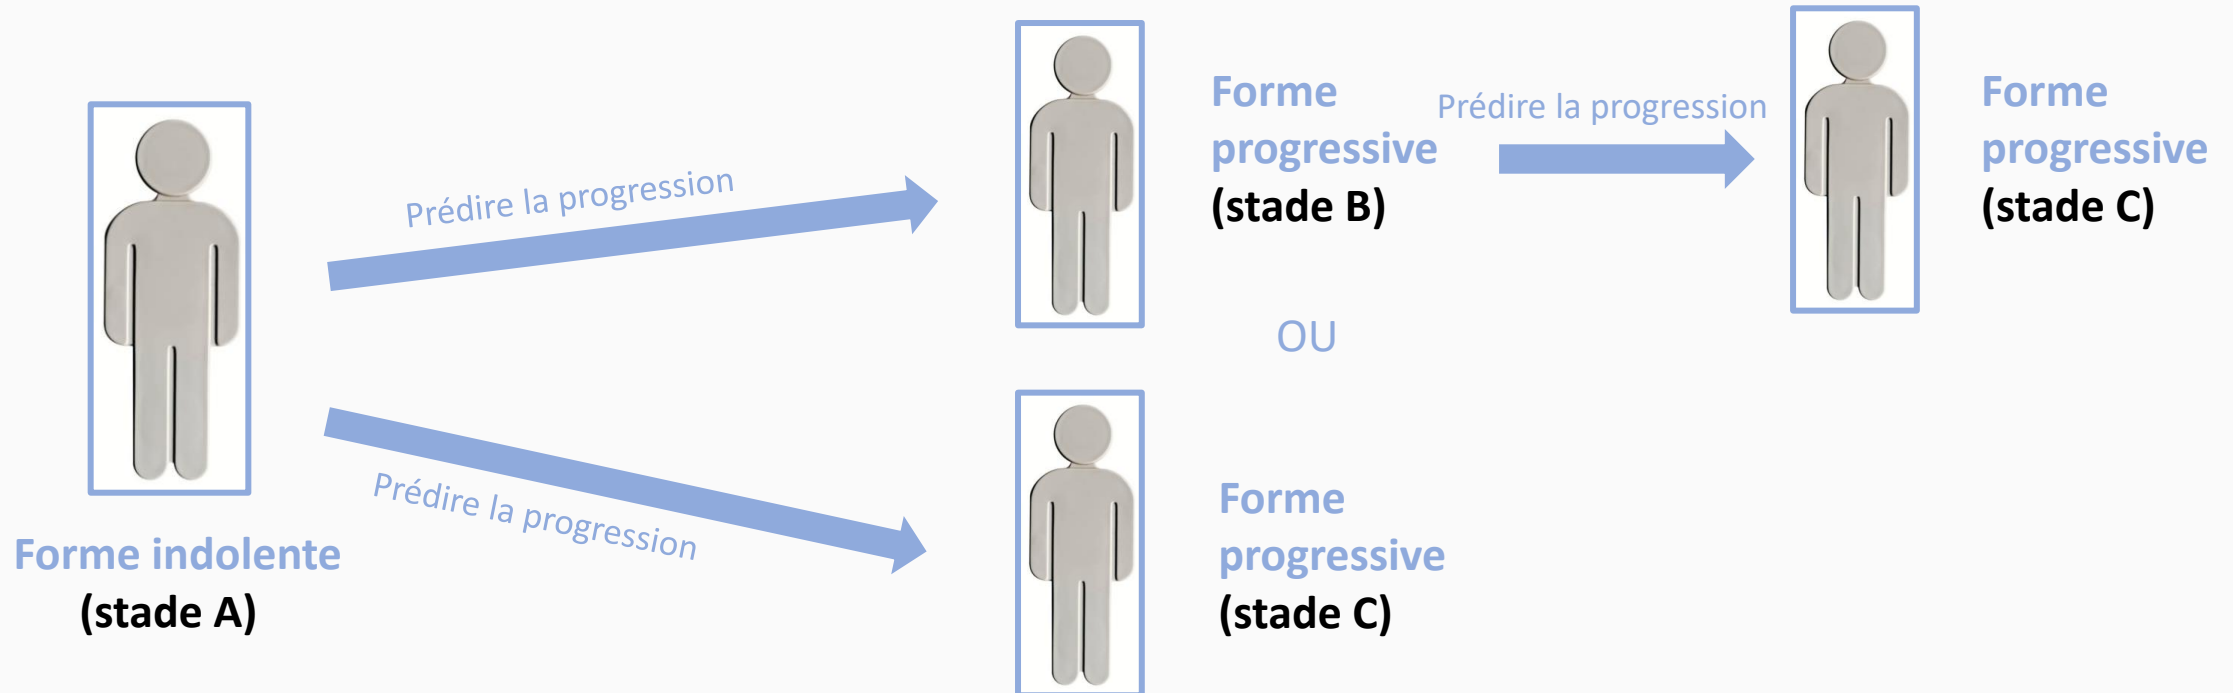 Forme indolente
(stade A)
Prédire la progression
Forme
progressive
(stade B)
Prédire la progression
Forme
progressive
(stade C)
OU
Prédire la progression
Forme
progressive
(stade C)